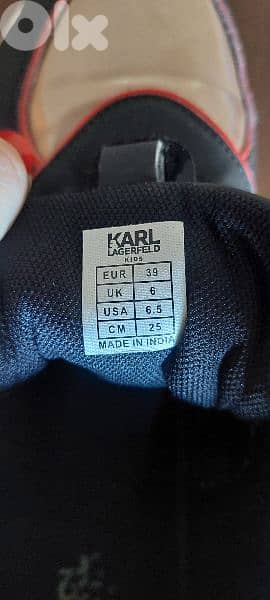 OLX
KARL
LAGERFELD
KIDS
EUR 39
UK 6
USA 6.5
CM 25
MADE IN INDIA